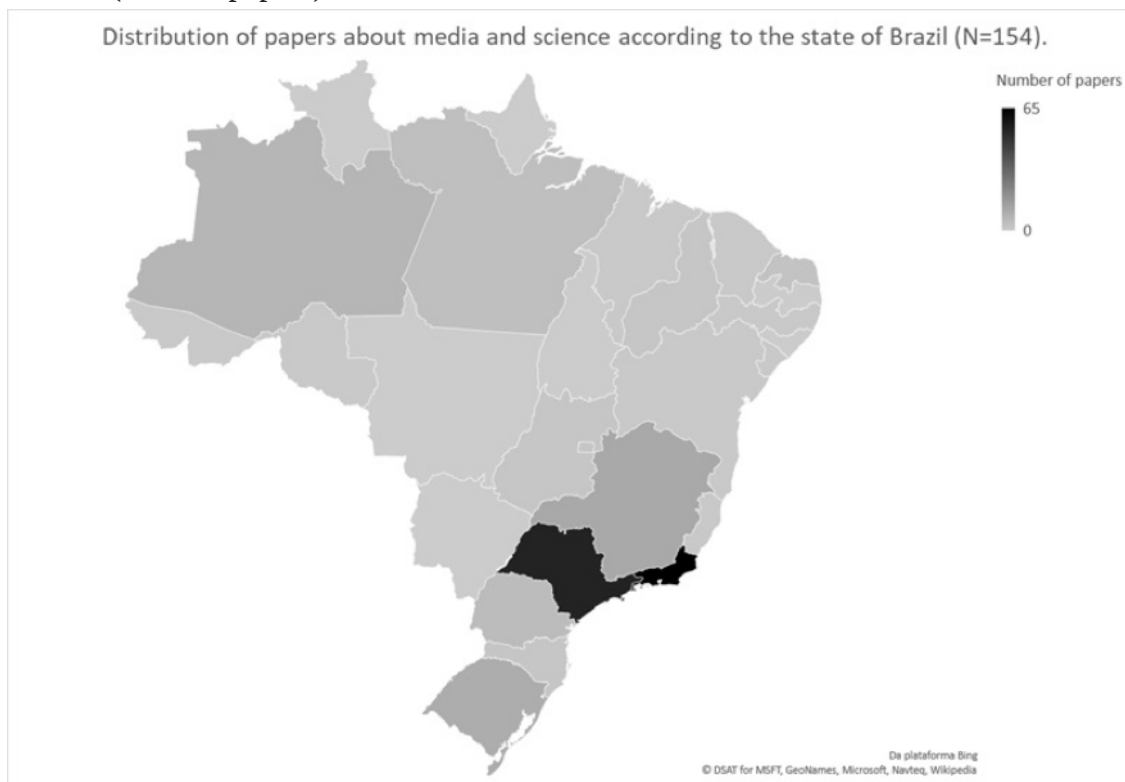 Distribution of papers about media and science according to the state of Brazil (N=154).
Number of papers
65
0
Da plataforma Bing
© DSAT for MSFT, GeoNames, Microsoft, Navteq, Wikipedia